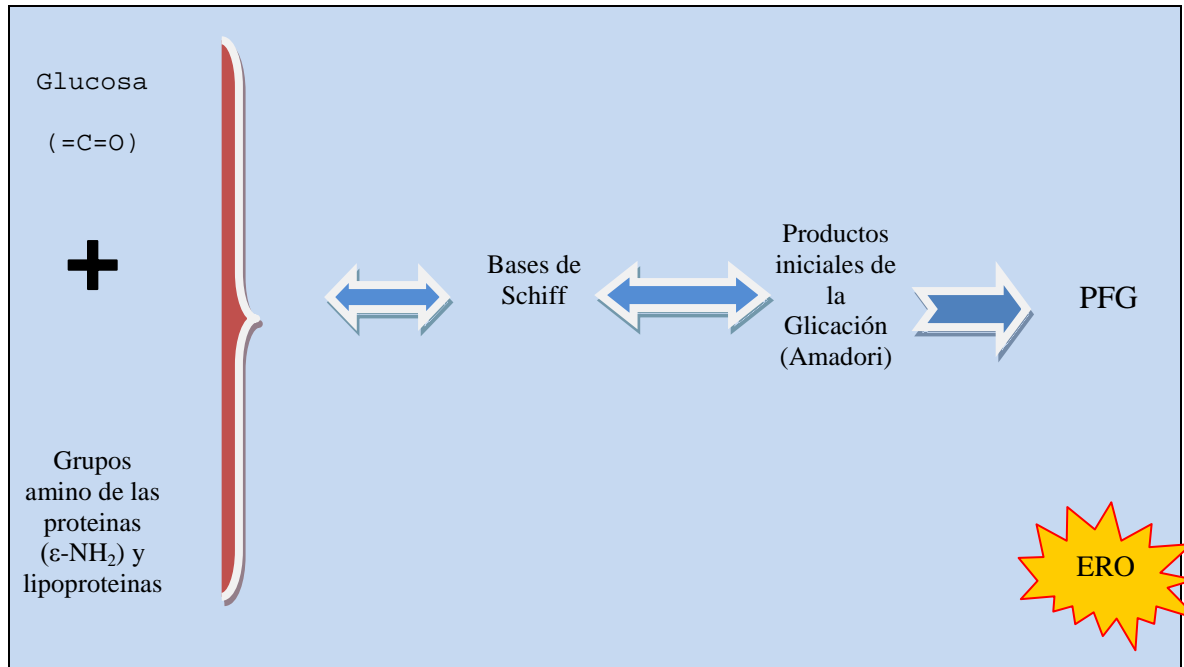 Glucosa
(=C=O)
+
Grupos
amino de las
proteinas
(ε-NH₂) y
lipoproteinas
Bases de
Schiff
Productos
iniciales de
la
Glicación
(Amadori)
PFG
ERO